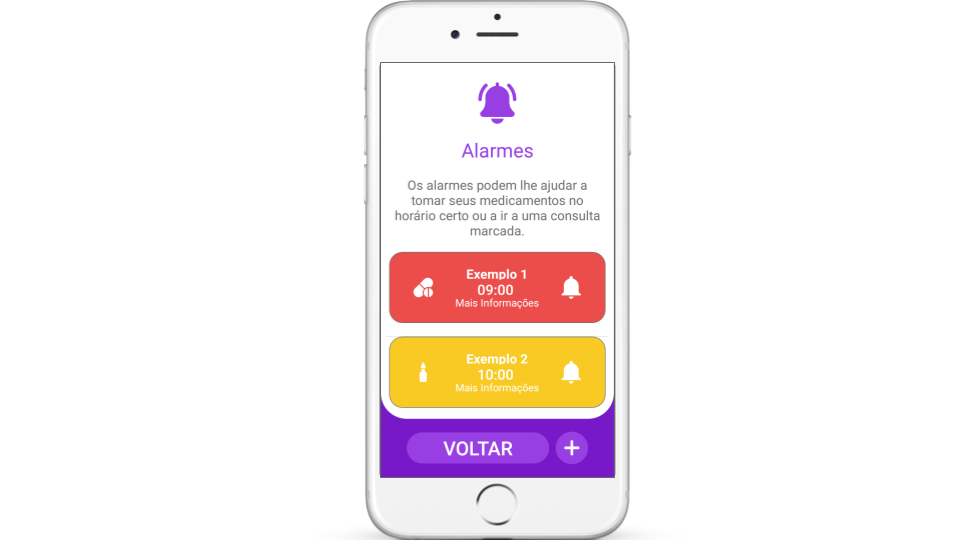 Alarmes
Os alarmes podem lhe ajudar a
tomar seus medicamentos no
horário certo ou a ir a uma consulta
marcada.
Exemplo 1
09:00
Mais Informações
Exemplo 2
10:00
Mais Informações
VOLTAR +